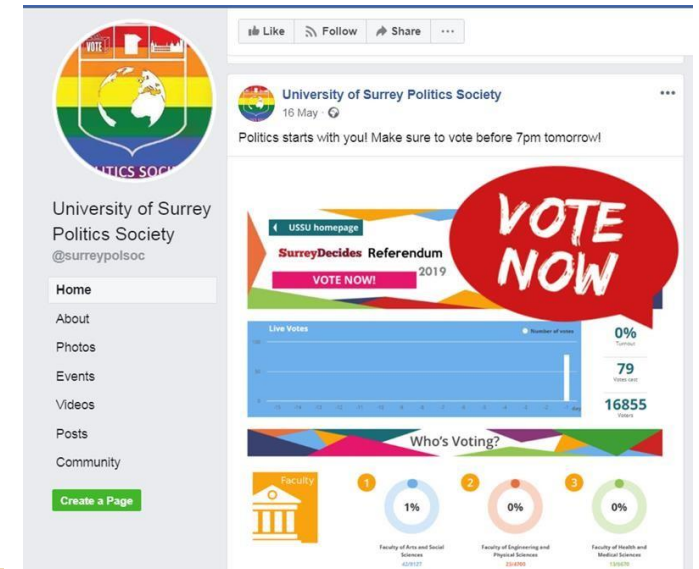 Like Follow Share ...
VOTE
POLITICS SOCI
University of Surrey
Politics Society
@surreypolsoc
Home
About
Photos
Events
Videos
Posts
Community
Create a Page
University of Surrey Politics Society
16 May
Politics starts with you! Make sure to vote before 7pm tomorrow!
USSU homepage
SurreyDecides Referendum
2019
VOTE NOW!
VOTE
NOW
Live Votes
Number of votes
0%
Turnout
79
Votes cast
16855
Voters
Who's Voting?
Faculty
1
1%
Faculty of Arts and Social
Sciences
2
0%
Faculty of Engineering and
Physical Sciences
3
0%
Faculty of Health and
Medical Sciences